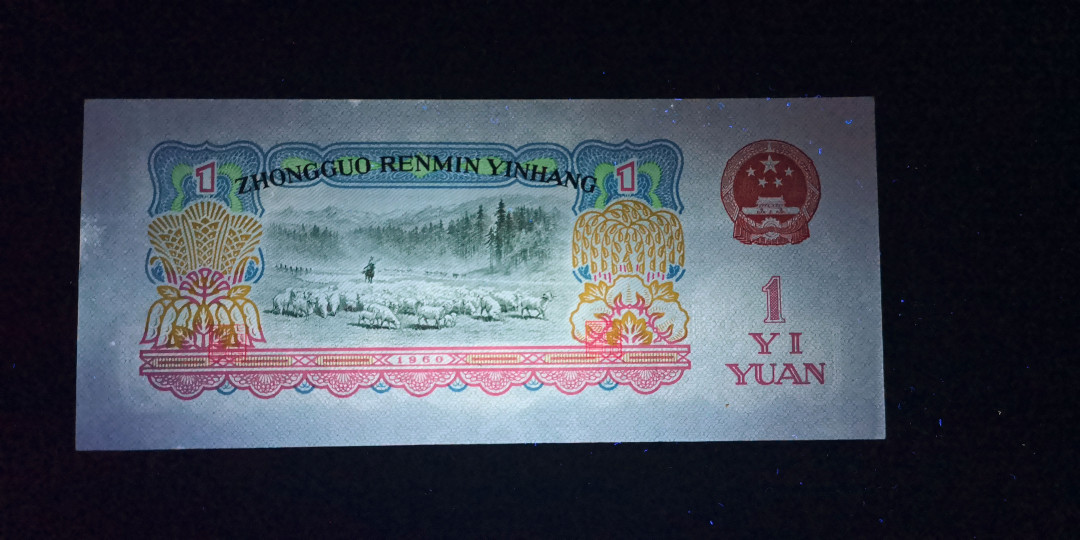 1
ZHONGGUO RENMIN YINHANG
1
1960
1
YI
YUAN